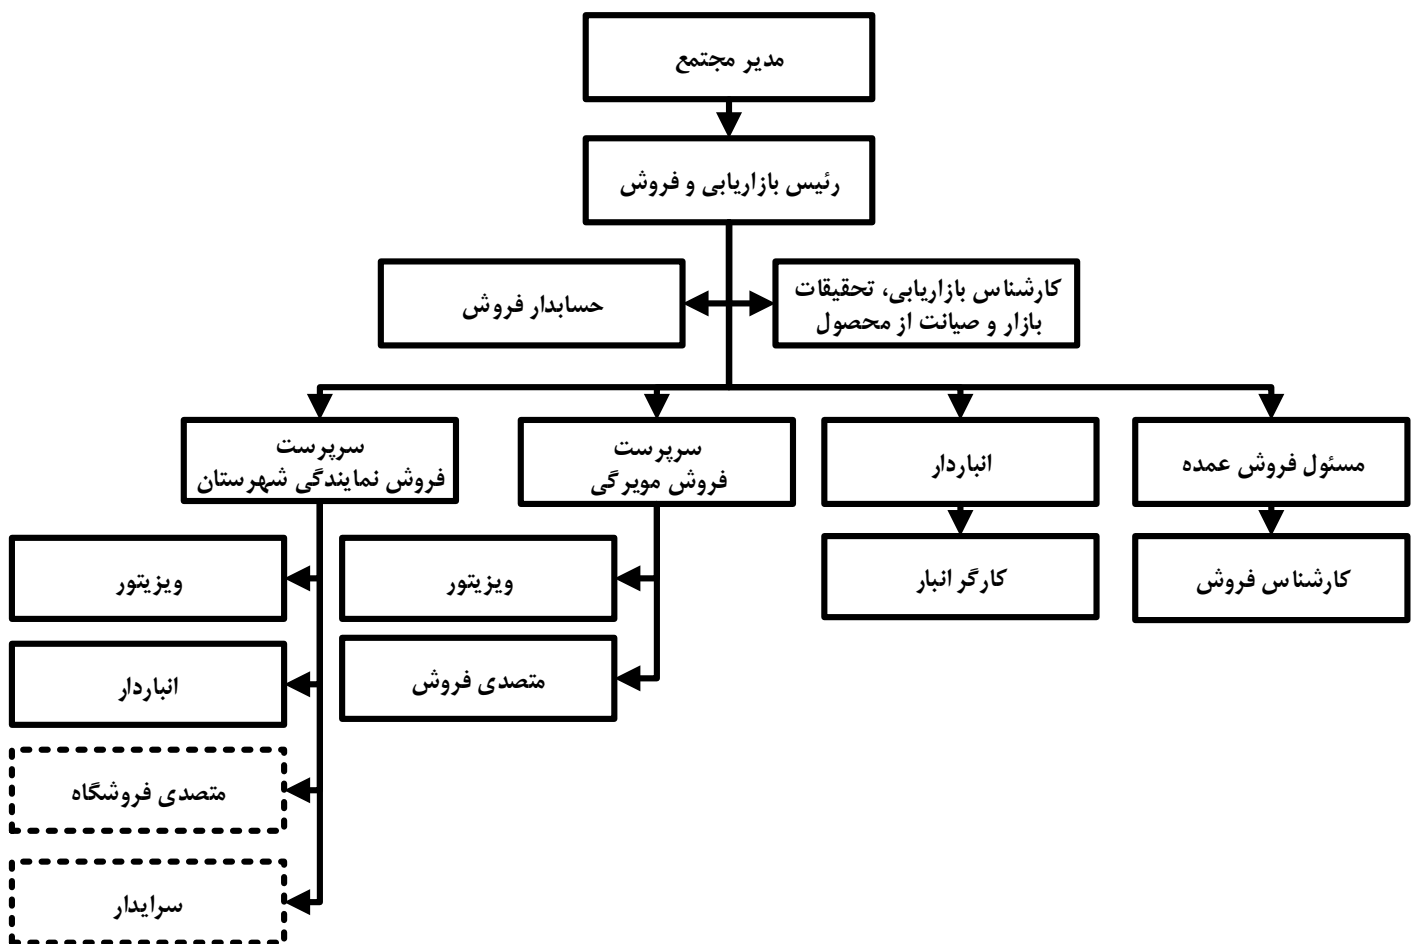 مدیر مجتمع
رئیس بازاریابی و فروش
کارشناس بازاریابی، تحقیقات
بازار و صیانت از محصول
حسابدار فروش
مسئول فروش عمده
انباردار
سرپرست
فروش مویرگی
سرپرست
فروش نمایندگی شهرستان
کارشناس فروش
کارگر انبار
ویزیتور
ویزیتور
متصدی فروش
انباردار
متصدی فروشگاه
سرایدار